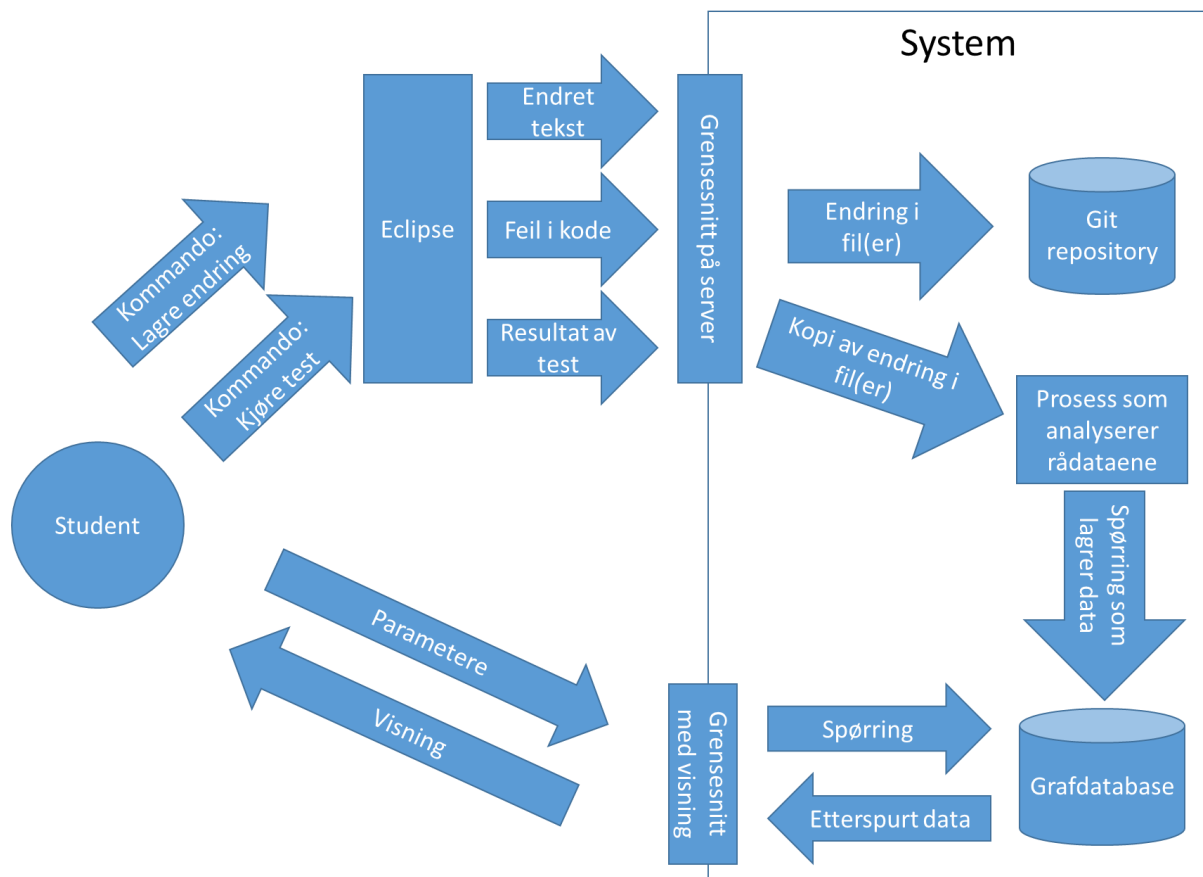 System
Endret
tekst
Eclipse
Feil i kode
Resultat av
test
Grensesnitt på server
Kommando:
Lagre endring
Kommando:
Kjøre test
Endring i
fil(er)
Git
repository
Kopi av endring i
fil(er)
Prosess som
analyserer
rådataene
Spørring som
lagrer data
Student
Parametere
Visning
Grensesnitt
med visning
Spørring
Etterspurt data
Grafdatabase